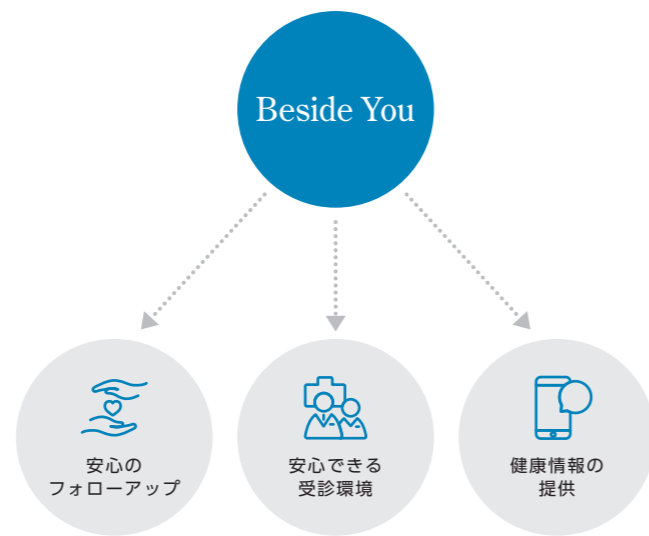 Beside You
安心の
フォローアップ
安心できる
受診環境
健康情報の
提供